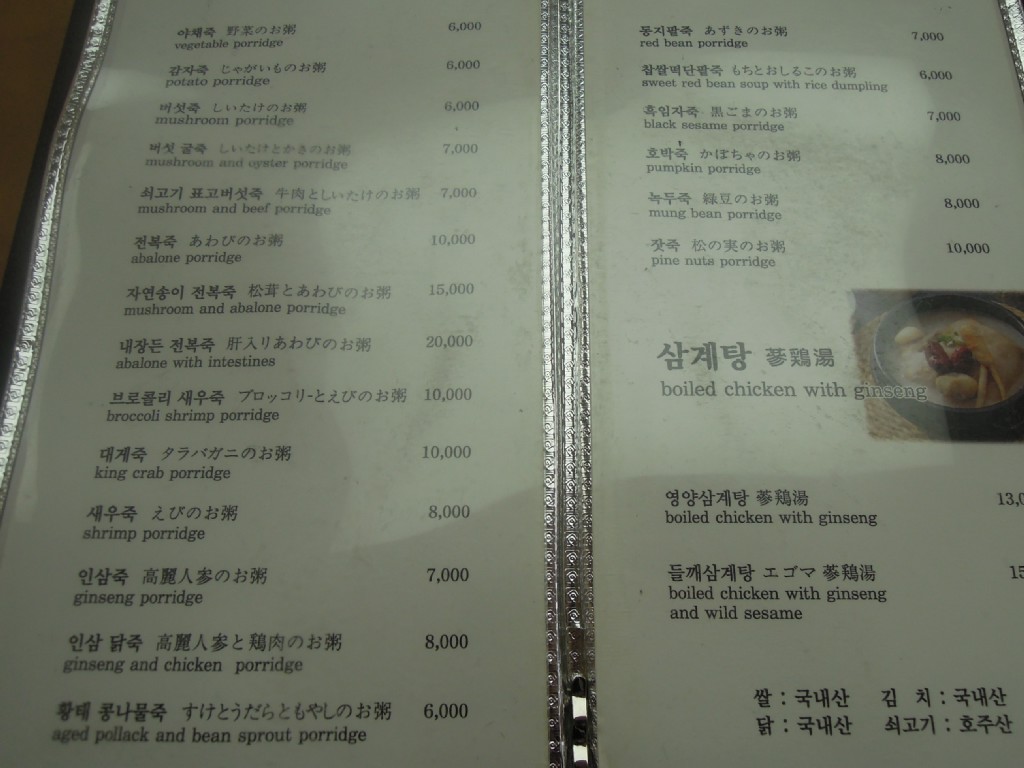 야채죽 野菜のお粥 6,000
vegetable porridge
감자죽 じゃがいものお粥 6,000
potato porridge
버섯죽 しいたけのお粥 6,000
mushroom porridge
버섯 굴죽 しいたけとかきのお粥 7,000
mushroom and oyster porridge
쇠고기 표고버섯죽 牛肉としいたけのお粥 7,000
mushroom and beef porridge
전복죽 あわびのお粥 10,000
abalone porridge
자연송이 전복죽 松茸とあわびのお粥 15,000
mushroom and abalone porridge
내장든 전복죽 肝入りあわびのお粥 20,000
abalone with intestines
브로콜리 새우죽 ブロッコリ-とえびのお粥 10,000
broccoli shrimp porridge
대게죽 タラバガニのお粥 10,000
king crab porridge
새우죽 えびのお粥 8,000
shrimp porridge
인삼죽 高麗人参のお粥 7,000
ginseng porridge
인삼 닭죽 高麗人参と鶏肉のお粥 8,000
ginseng and chicken porridge
황태 콩나물죽 すけとうだらともやしのお粥 6,000
aged pollack and bean sprout porridge
동지팥죽 あずきのお粥 7,000
red bean porridge
찹쌀떡단팥죽 もちとおしるこのお粥 6,000
sweet red bean soup with rice dumpling
흑임자죽 黒ごまのお粥 7,000
black sesame porridge
호박죽 かぼちゃのお粥 8,000
pumpkin porridge
녹두죽 緑豆のお粥 8,000
mung bean porridge
잣죽 松の実のお粥 10,000
pine nuts porridge
삼계탕 蔘鶏湯
boiled chicken with ginseng
영양삼계탕 蔘鶏湯 13,0
boiled chicken with ginseng
들깨삼계탕 エゴマ 蔘鶏湯 15
boiled chicken with ginseng
and wild sesame
쌀 : 국내산 김 치 : 국내산
닭 : 국내산 쇠고기 : 호주산